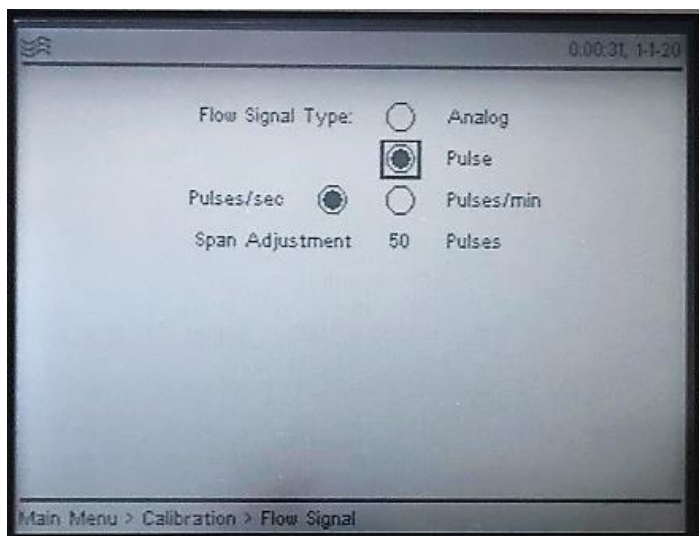 0:00:31, 1-1-20
Flow Signal Type: Analog
Pulse
Pulses/sec Pulses/min
Span Adjustment 50 Pulses
Main Menu > Calibration > Flow Signal